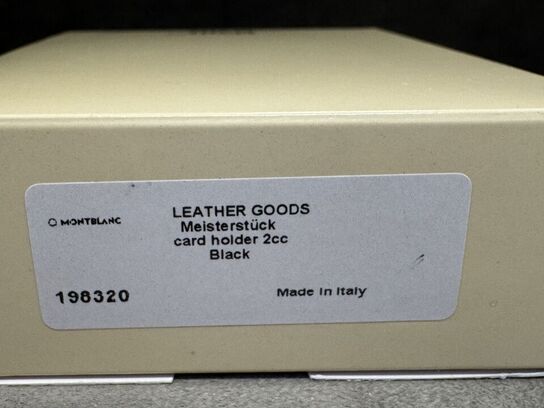 MONTBLANC
LEATHER GOODS
Meisterstück
card holder 2cc
Black
198320
Made in Italy